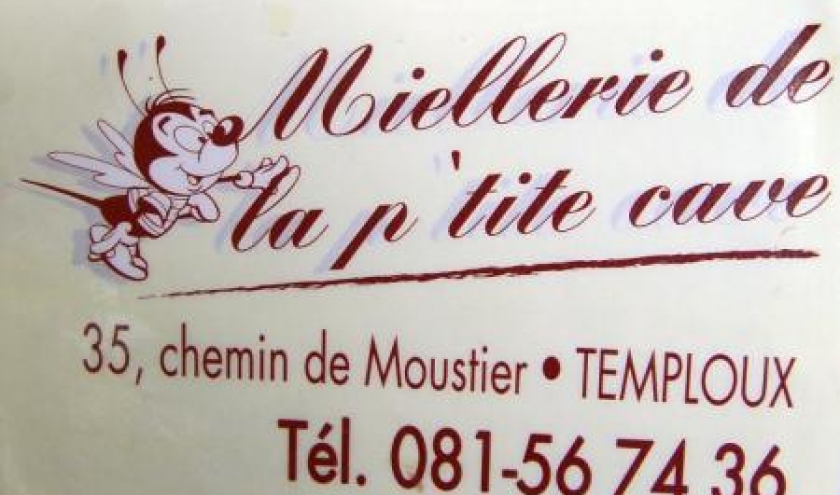 Miellerie de
la p'tite cave
35, chemin de Moustier • TEMPLOUX
Tél. 081-56 74 36